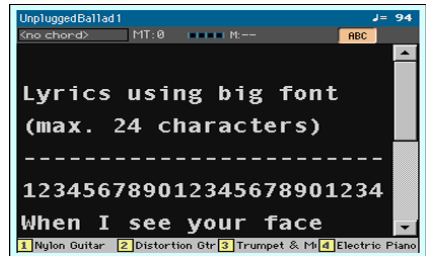 UnpluggedBallad1 ♩= 94
<no chord> MT:0 M:-- ABC
Lyrics using big font
(max. 24 characters)
------------------------
123456789012345678901234
When I see your face
1 Nylon Guitar 2 Distortion Gtr 3 Trumpet & M 4 Electric Piano